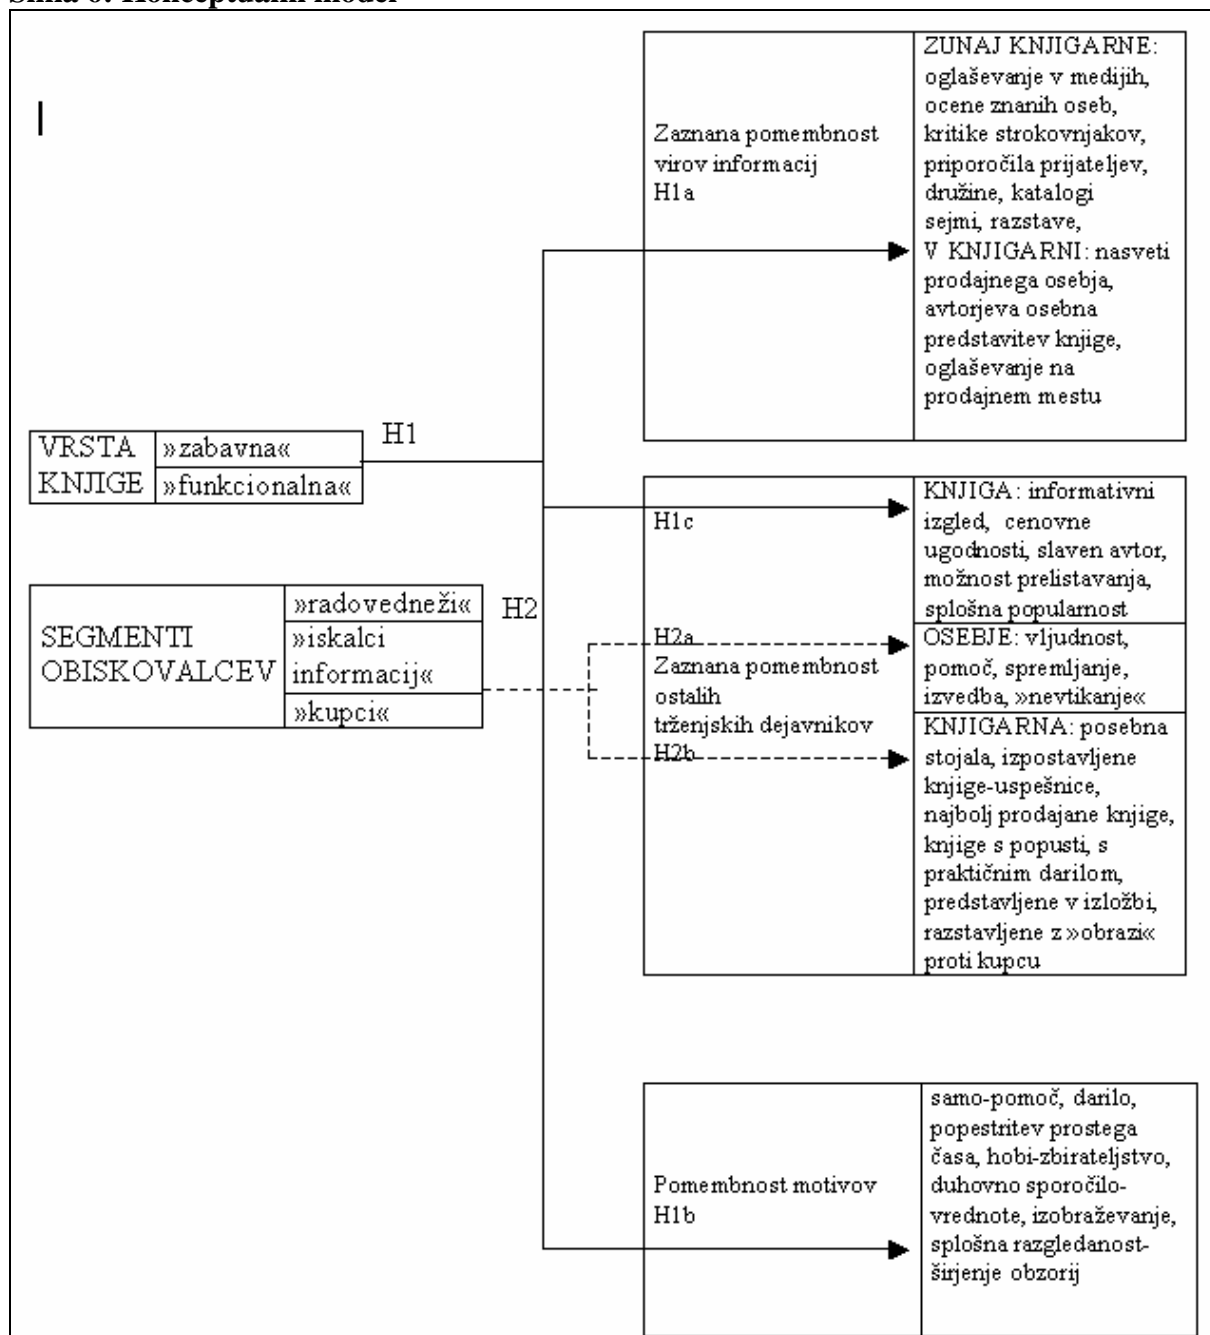 VRSTA
KNJIGE
»zabavna«
»funkcionalna«
H1
SEGMENTI
OBISKOVALCEV
»radovedneži«
»iskalci
informacij«
»kupci«
H2
Zaznana pomembnost
virov informacij
H1a
ZUNAJ KNJIGARNE:
oglaševanje v medijih,
ocene znanih oseb,
kritike strokovnjakov,
priporočila prijateljev,
družine, katalogi
sejmi, razstave,
V KNJIGARNI: nasveti
prodajnega osebja,
avtorjeva osebna
predstavitev knjige,
oglaševanje na
prodajnem mestu
H1c
H2a
Zaznana pomembnost
ostalih
trženjskih dejavnikov
H2b
KNJIGA: informativni
izgled, cenovne
ugodnosti, slaven avtor,
možnost prelistavanja,
splošna popularnost
OSEBJE: vljudnost,
pomoč, spremljanje,
izvedba, »nevtikanje«
KNJIGARNA: posebna
stojala, izpostavljene
knjige-uspešnice,
najbolj prodajane knjige,
knjige s popusti, s
praktičnim darilom,
predstavljene v izložbi,
razstavljene z »obrazi«
proti kupcu
Pomembnost motivov
H1b
samo-pomoč, darilo,
popestritev prostega
časa, hobi-zbirateljstvo,
duhovno sporočilo-
vrednote, izobraževanje,
splošna razgledanost-
širjenje obzorij